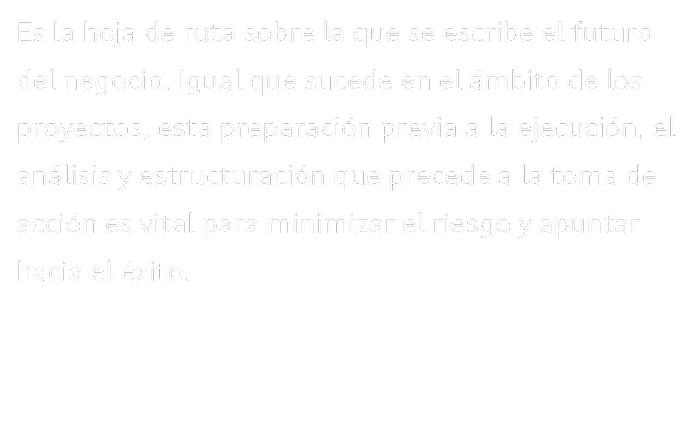 Es la hoja de ruta sobre la que se escribe el futuro
del negocio. Igual que sucede en el ámbito de los
proyectos, esta preparación previa a la ejecución, el
análisis y estructuración que precede a la toma de
acción es vital para minimizar el riesgo y apuntar
hacia el éxito.